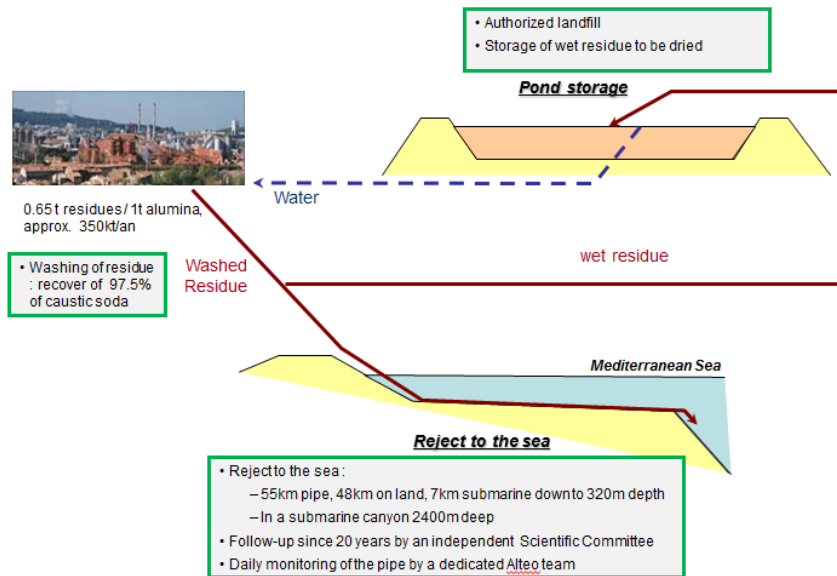 • Authorized landfill
• Storage of wet residue to be dried
Pond storage
Water
0.65 t residues / 1t alumina,
approx. 350kt/an
• Washing of residue
: recover of 97.5%
of caustic soda
Washed
Residue
wet residue
Mediterranean Sea
Reject to the sea
• Reject to the sea :
– 55km pipe, 48km on land, 7km submarine down to 320m depth
– In a submarine canyon 2400m deep
• Follow-up since 20 years by an independent Scientific Committee
• Daily monitoring of the pipe by a dedicated Alteo team